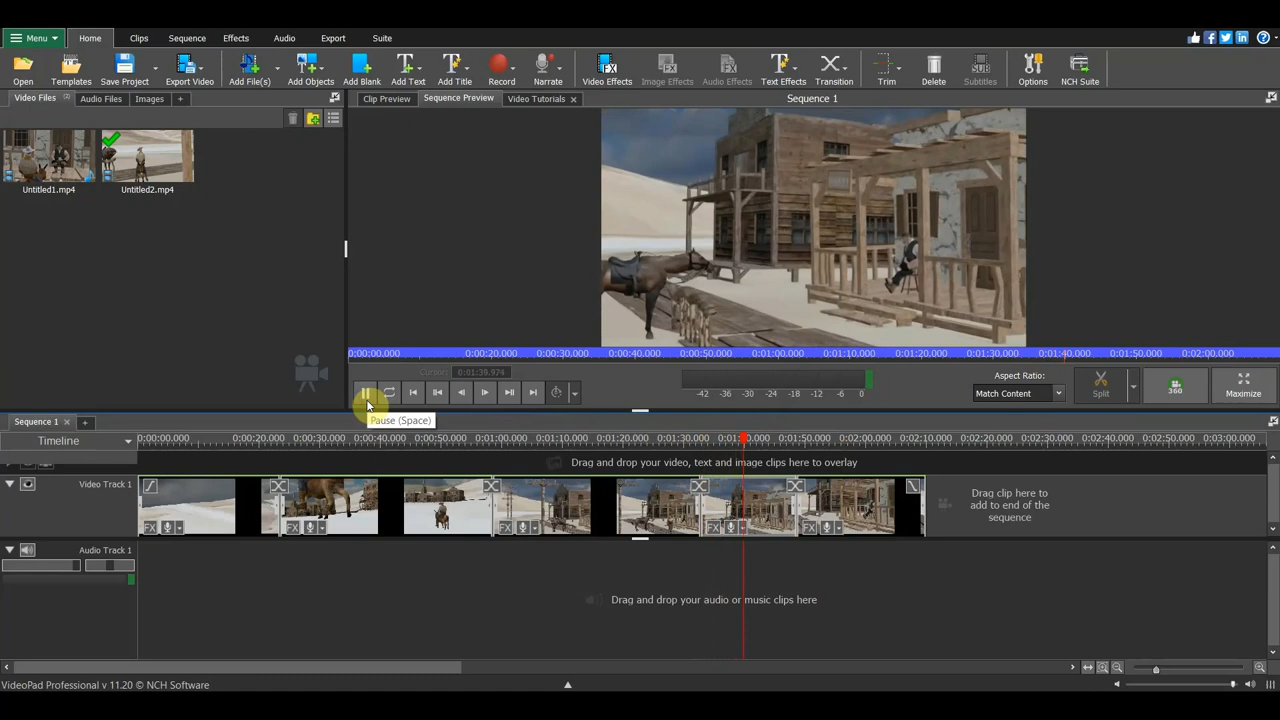 Menu Home Clips Sequence Effects Audio Export Suite
Open Templates Save Project Export Video Add File(s) Add Objects Add Blank Add Text Add Title Record Narrate Video Effects Image Effects Audio Effects Text Effects Transition Trim Delete Subtitles Options NCH Suite
Video Files Audio Files Images +
Clip Preview Sequence Preview Video Tutorials Sequence 1
Untitled1.mp4 Untitled2.mp4
0:00:00.000 0:00:20.000 0:00:30.000 0:00:40.000 0:00:50.000 0:01:00.000 0:01:10.000 0:01:20.000 0:01:30.000 0:01:40.000 0:01:50.000 0:02:00.000
Cursor: 0:01:39.974
Aspect Ratio:
Match Content
-42 -36 -30 -24 -18 -12 -6 0
Split 360 Maximize
Pause (Space)
Sequence 1 +
Timeline
0:00:00.000 0:00:20.000 0:00:30.000 0:00:40.000 0:00:50.000 0:01:00.000 0:01:10.000 0:01:20.000 0:01:30.000 0:01:50.000 0:02:00.000 0:02:10.000 0:02:20.000 0:02:30.000 0:02:40.000 0:02:50.000 0:03:00.000
Drag and drop your video, text and image clips here to overlay
Video Track 1
FX FX FX FX FX
Drag clip here to
add to end of the
sequence
Audio Track 1
Drag and drop your audio or music clips here
VideoPad Professional v 11.20 © NCH Software